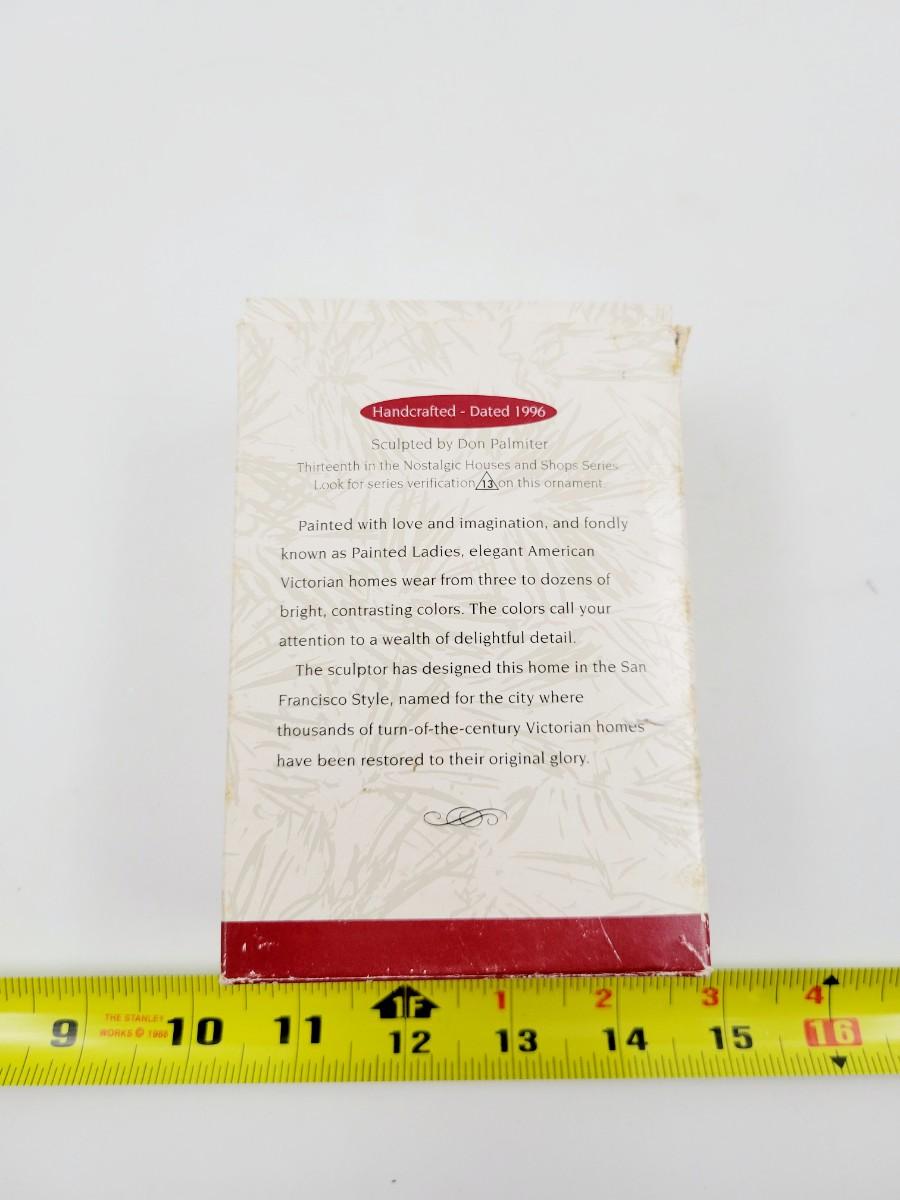 Handcrafted - Dated 1996
Sculpted by Don Palmiter
Thirteenth in the Nostalgic Houses and Shops Series
Look for series verification 13 on this ornament.
Painted with love and imagination, and fondly
known as Painted Ladies, elegant American
Victorian homes wear from three to dozens of
bright, contrasting colors. The colors call your
attention to a wealth of delightful detail.
The sculptor has designed this home in the San
Francisco Style, named for the city where
thousands of turn-of-the-century Victorian homes
have been restored to their original glory.
1F 1 2 3 4
THE STANLEY
WORKS © 1986
9 10 11 12 13 14 15 16